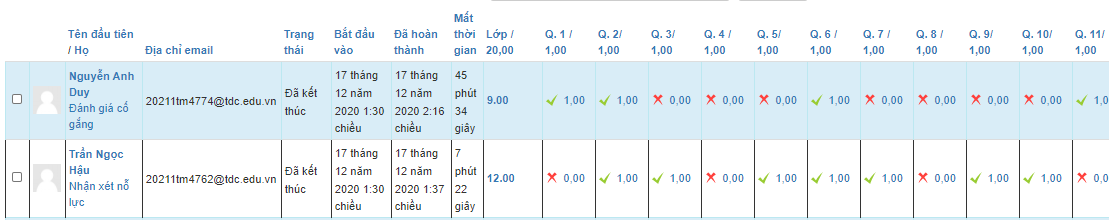 Tên đầu tiên / Họ Địa chỉ email Trạng thái Bắt đầu vào Đã hoàn thành Mất thời gian Lớp / 20,00 Q. 1 / 1,00 Q. 2/ 1,00 Q. 3/ 1,00 Q. 4 / 1,00 Q. 5/ 1,00 Q. 6 / 1,00 Q. 7 / 1,00 Q. 8 / 1,00 Q. 9/ 1,00 Q. 10/ 1,00 Q. 11/ 1,00
Nguyễn Anh Duy Đánh giá cố gắng 20211tm4774@tdc.edu.vn Đã kết thúc 17 tháng 12 năm 2020 1:30 chiều 17 tháng 12 năm 2020 2:16 chiều 45 phút 34 giây 9.00 1,00 1,00 0,00 0,00 0,00 1,00 0,00 0,00 0,00 0,00 1,00
Trần Ngọc Hậu Nhận xét nỗ lực 20211tm4762@tdc.edu.vn Đã kết thúc 17 tháng 12 năm 2020 1:30 chiều 17 tháng 12 năm 2020 1:37 chiều 7 phút 22 giây 12.00 0,00 1,00 1,00 0,00 1,00 1,00 1,00 0,00 1,00 1,00 0,00